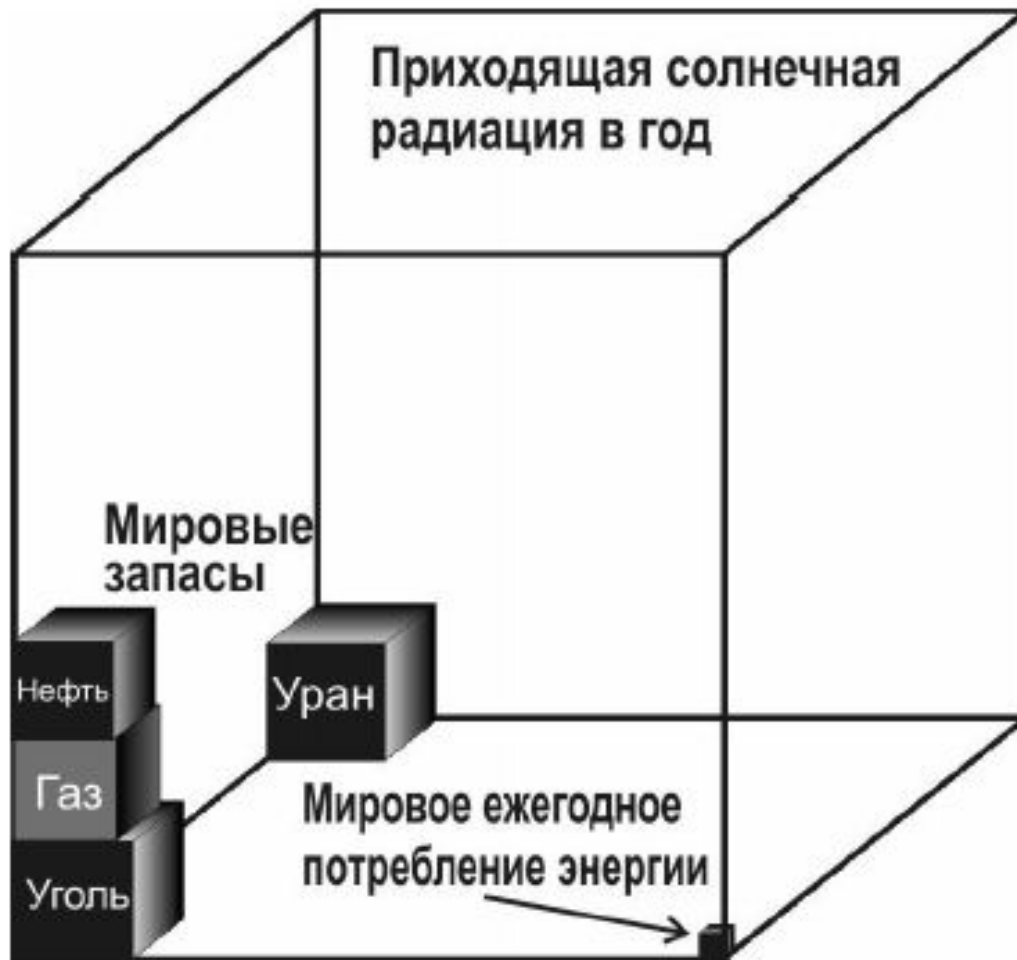 Приходящая солнечная
радиация в год
Мировые
запасы
Нефть
Уран
Газ
Мировое ежегодное
потребление энергии
Уголь